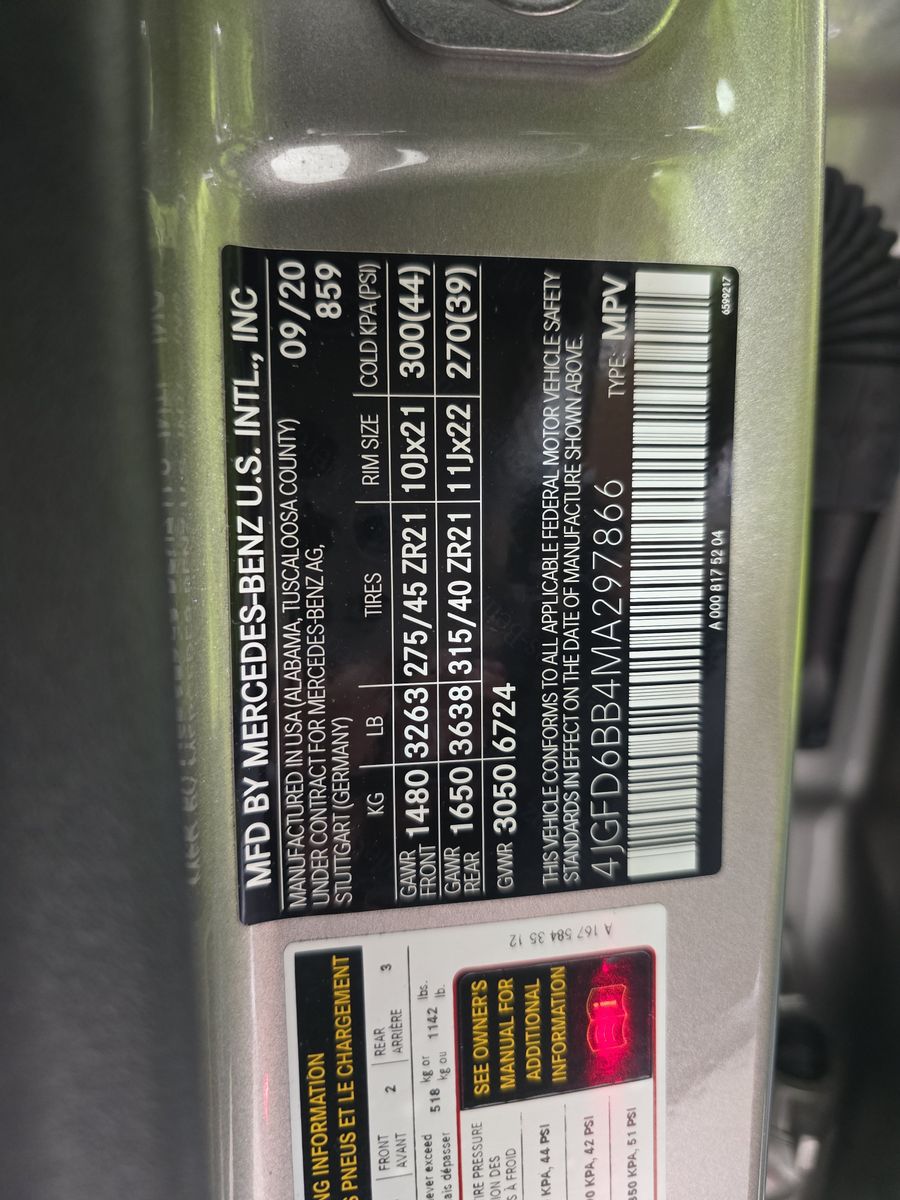 MFD BY MERCEDES-BENZ U.S. INTL., INC
MANUFACTURED IN USA (ALABAMA, TUSCALOOSA COUNTY) 09/20
UNDER CONTRACT FOR MERCEDES-BENZ AG, 859
STUTTGART (GERMANY)
KG LB TIRES RIM SIZE COLD KPA (PSI)
GAWR FRONT 1480 3263 275/45 ZR21 10Jx21 300(44)
GAWR REAR 1650 3638 315/40 ZR21 11Jx22 270(39)
GVWR 3050 6724
THIS VEHICLE CONFORMS TO ALL APPLICABLE FEDERAL MOTOR VEHICLE SAFETY
STANDARDS IN EFFECT ON THE DATE OF MANUFACTURE SHOWN ABOVE.
4JGFD6BB4MA297866 TYPE: MPV
A 000 817 52 04 6599217
A 167 584 35 12
INFORMATION
PNEUS ET LE CHARGEMENT
FRONT 2 REAR 3
AVANT ARRIÈRE
exceed 518 kg or 1142 lbs.
dépasser kg ou lb.
PRESSURE
DES
À FROID
SEE OWNER'S
MANUAL FOR
ADDITIONAL
INFORMATION
KPA, 44 PSI
KPA, 42 PSI
KPA, 51 PSI